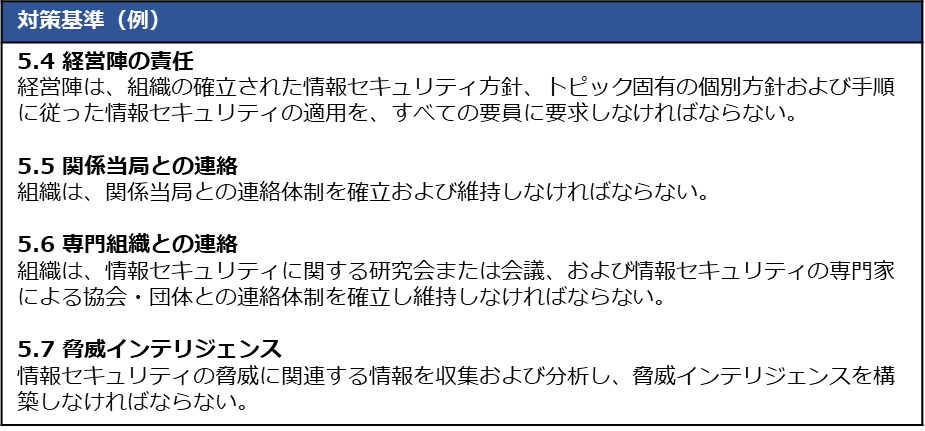 対策基準（例）
5.4 経営陣の責任
経営陣は、組織の確立された情報セキュリティ方針、トピック固有の個別方針および手順
に従った情報セキュリティの適用を、すべての要員に要求しなければならない。
5.5 関係当局との連絡
組織は、関係当局との連絡体制を確立および維持しなければならない。
5.6 専門組織との連絡
組織は、情報セキュリティに関する研究会または会議、および情報セキュリティの専門家
による協会・団体との連絡体制を確立し維持しなければならない。
5.7 脅威インテリジェンス
情報セキュリティの脅威に関連する情報を収集および分析し、脅威インテリジェンスを構
築しなければならない。